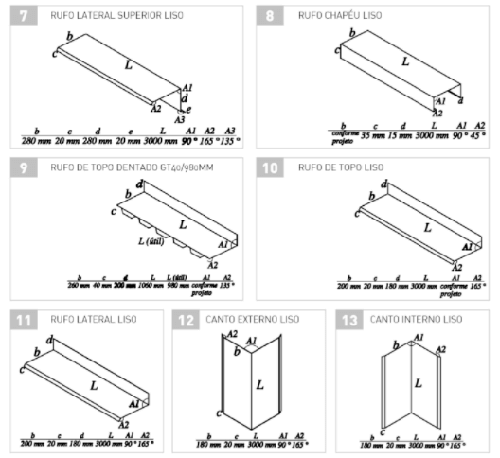 7 RUFO LATERAL SUPERIOR LISO
b
c
L
A1
d
A2
e
A3
b c d e L A1 A2 A3
280 mm 20 mm 280 mm 20 mm 3000 mm 90° 165° 135°
8 RUFO CHAPÉU LISO
b
c
L
A1
d
A2
b c d L A1 A2
conforme projeto 35 mm 15 mm 3000 mm 90° 45°
9 RUFO DE TOPO DENTADO GT40/980MM
d
b
c
L
L (útil)
A1
A2
b c d L L (útil) A1 A2
260 mm 40 mm 200 mm 1060 mm 980 mm conforme projeto 135°
10 RUFO DE TOPO LISO
d
b
c
L
A1
A2
b c d L A1 A2
200 mm 20 mm 180 mm 3000 mm conforme projeto 165°
11 RUFO LATERAL LISO
d
b
c
L
A1
A2
b c d L A1 A2
200 mm 20 mm 180 mm 3000 mm 90° 165°
12 CANTO EXTERNO LISO
A2
A1
b
L
c
b c L A1 A2
180 mm 20 mm 3000 mm 90° 165°
13 CANTO INTERNO LISO
A1
b
A2
L
c
b c L A1 A2
180 mm 20 mm 3000 mm 90° 165°